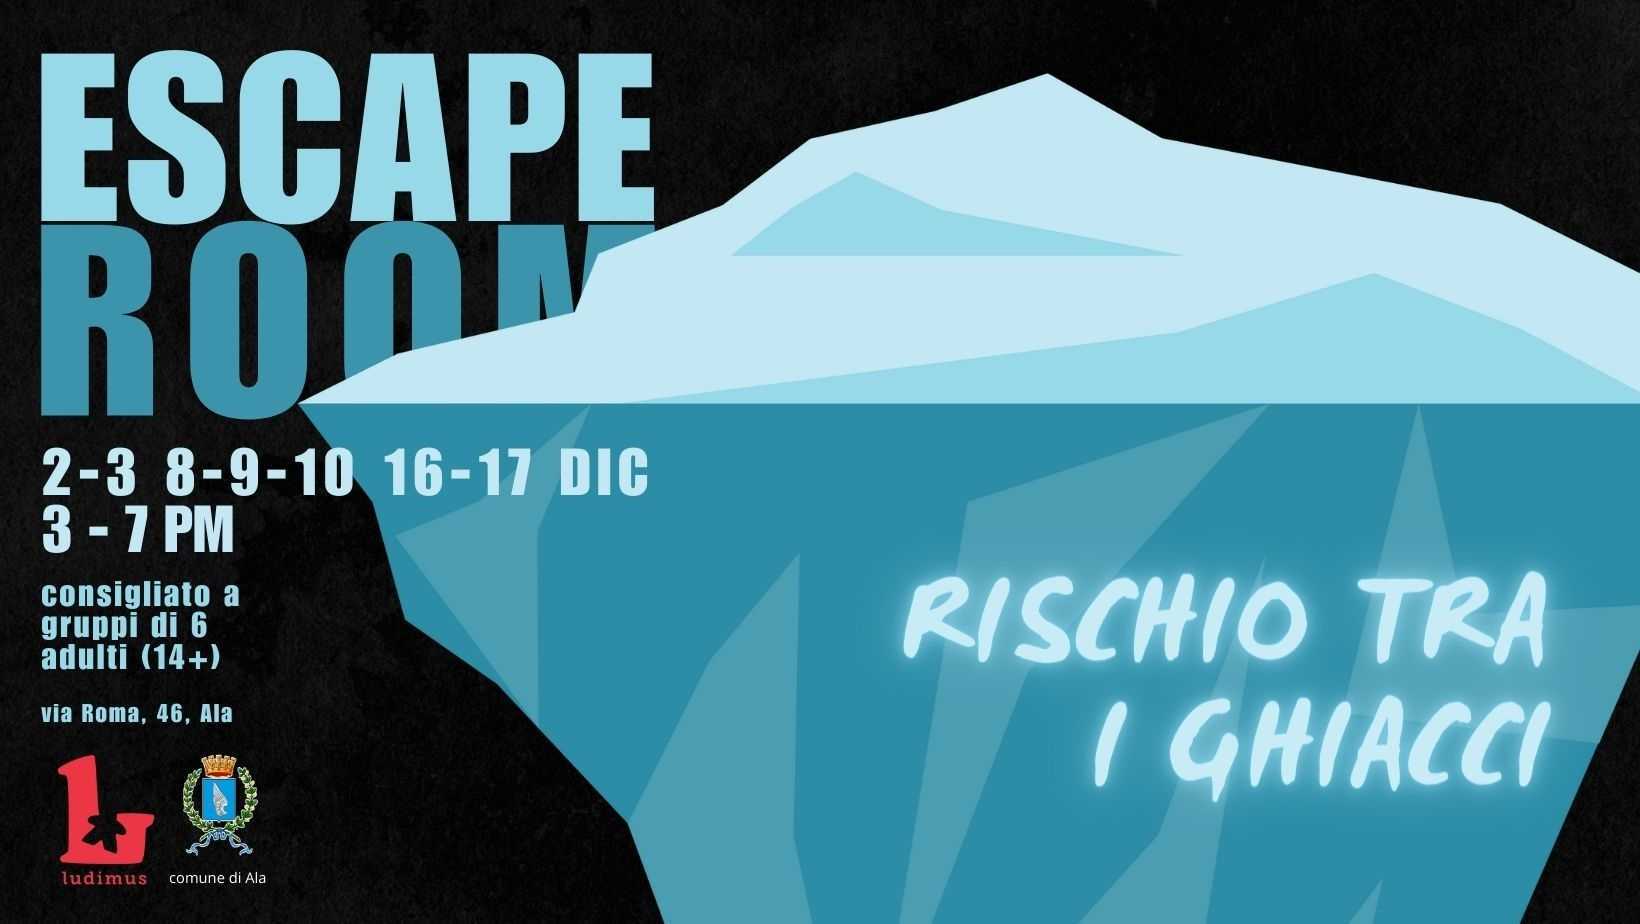 ESCAPE
ROOM
2-3 8-9-10 16-17 DIC
3 - 7 PM
consigliato a
gruppi di 6
adulti (14+)
via Roma, 46, Ala
ludimus
comune di Ala
RISCHIO TRA
I GHIACCI